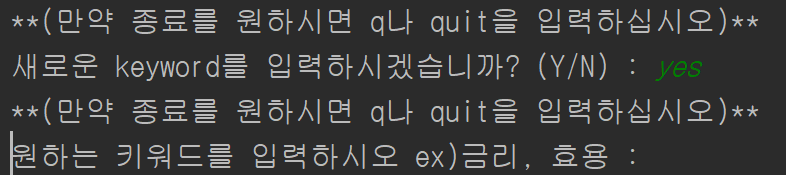 **(만약 종료를 원하시면 q나 quit을 입력하십시오)**
새로운 keyword를 입력하시겠습니까? (Y/N) : yes
**(만약 종료를 원하시면 q나 quit을 입력하십시오)**
원하는 키워드를 입력하시오 ex)금리, 효용 :